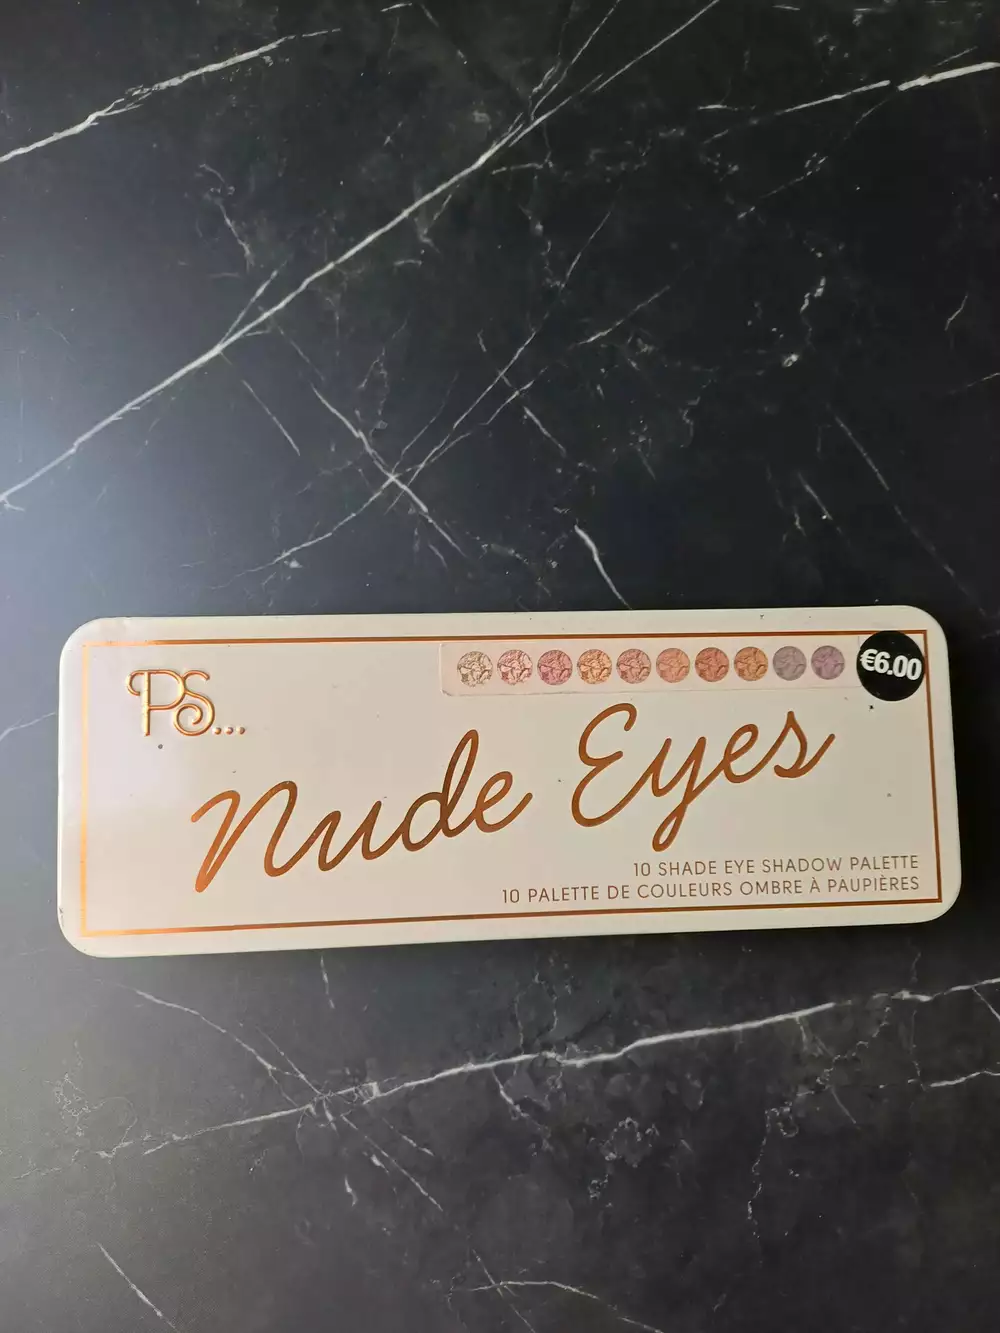 PS...
€6.00
Nude Eyes
10 SHADE EYE SHADOW PALETTE
10 PALETTE DE COULEURS OMBRE À PAUPIÈRES